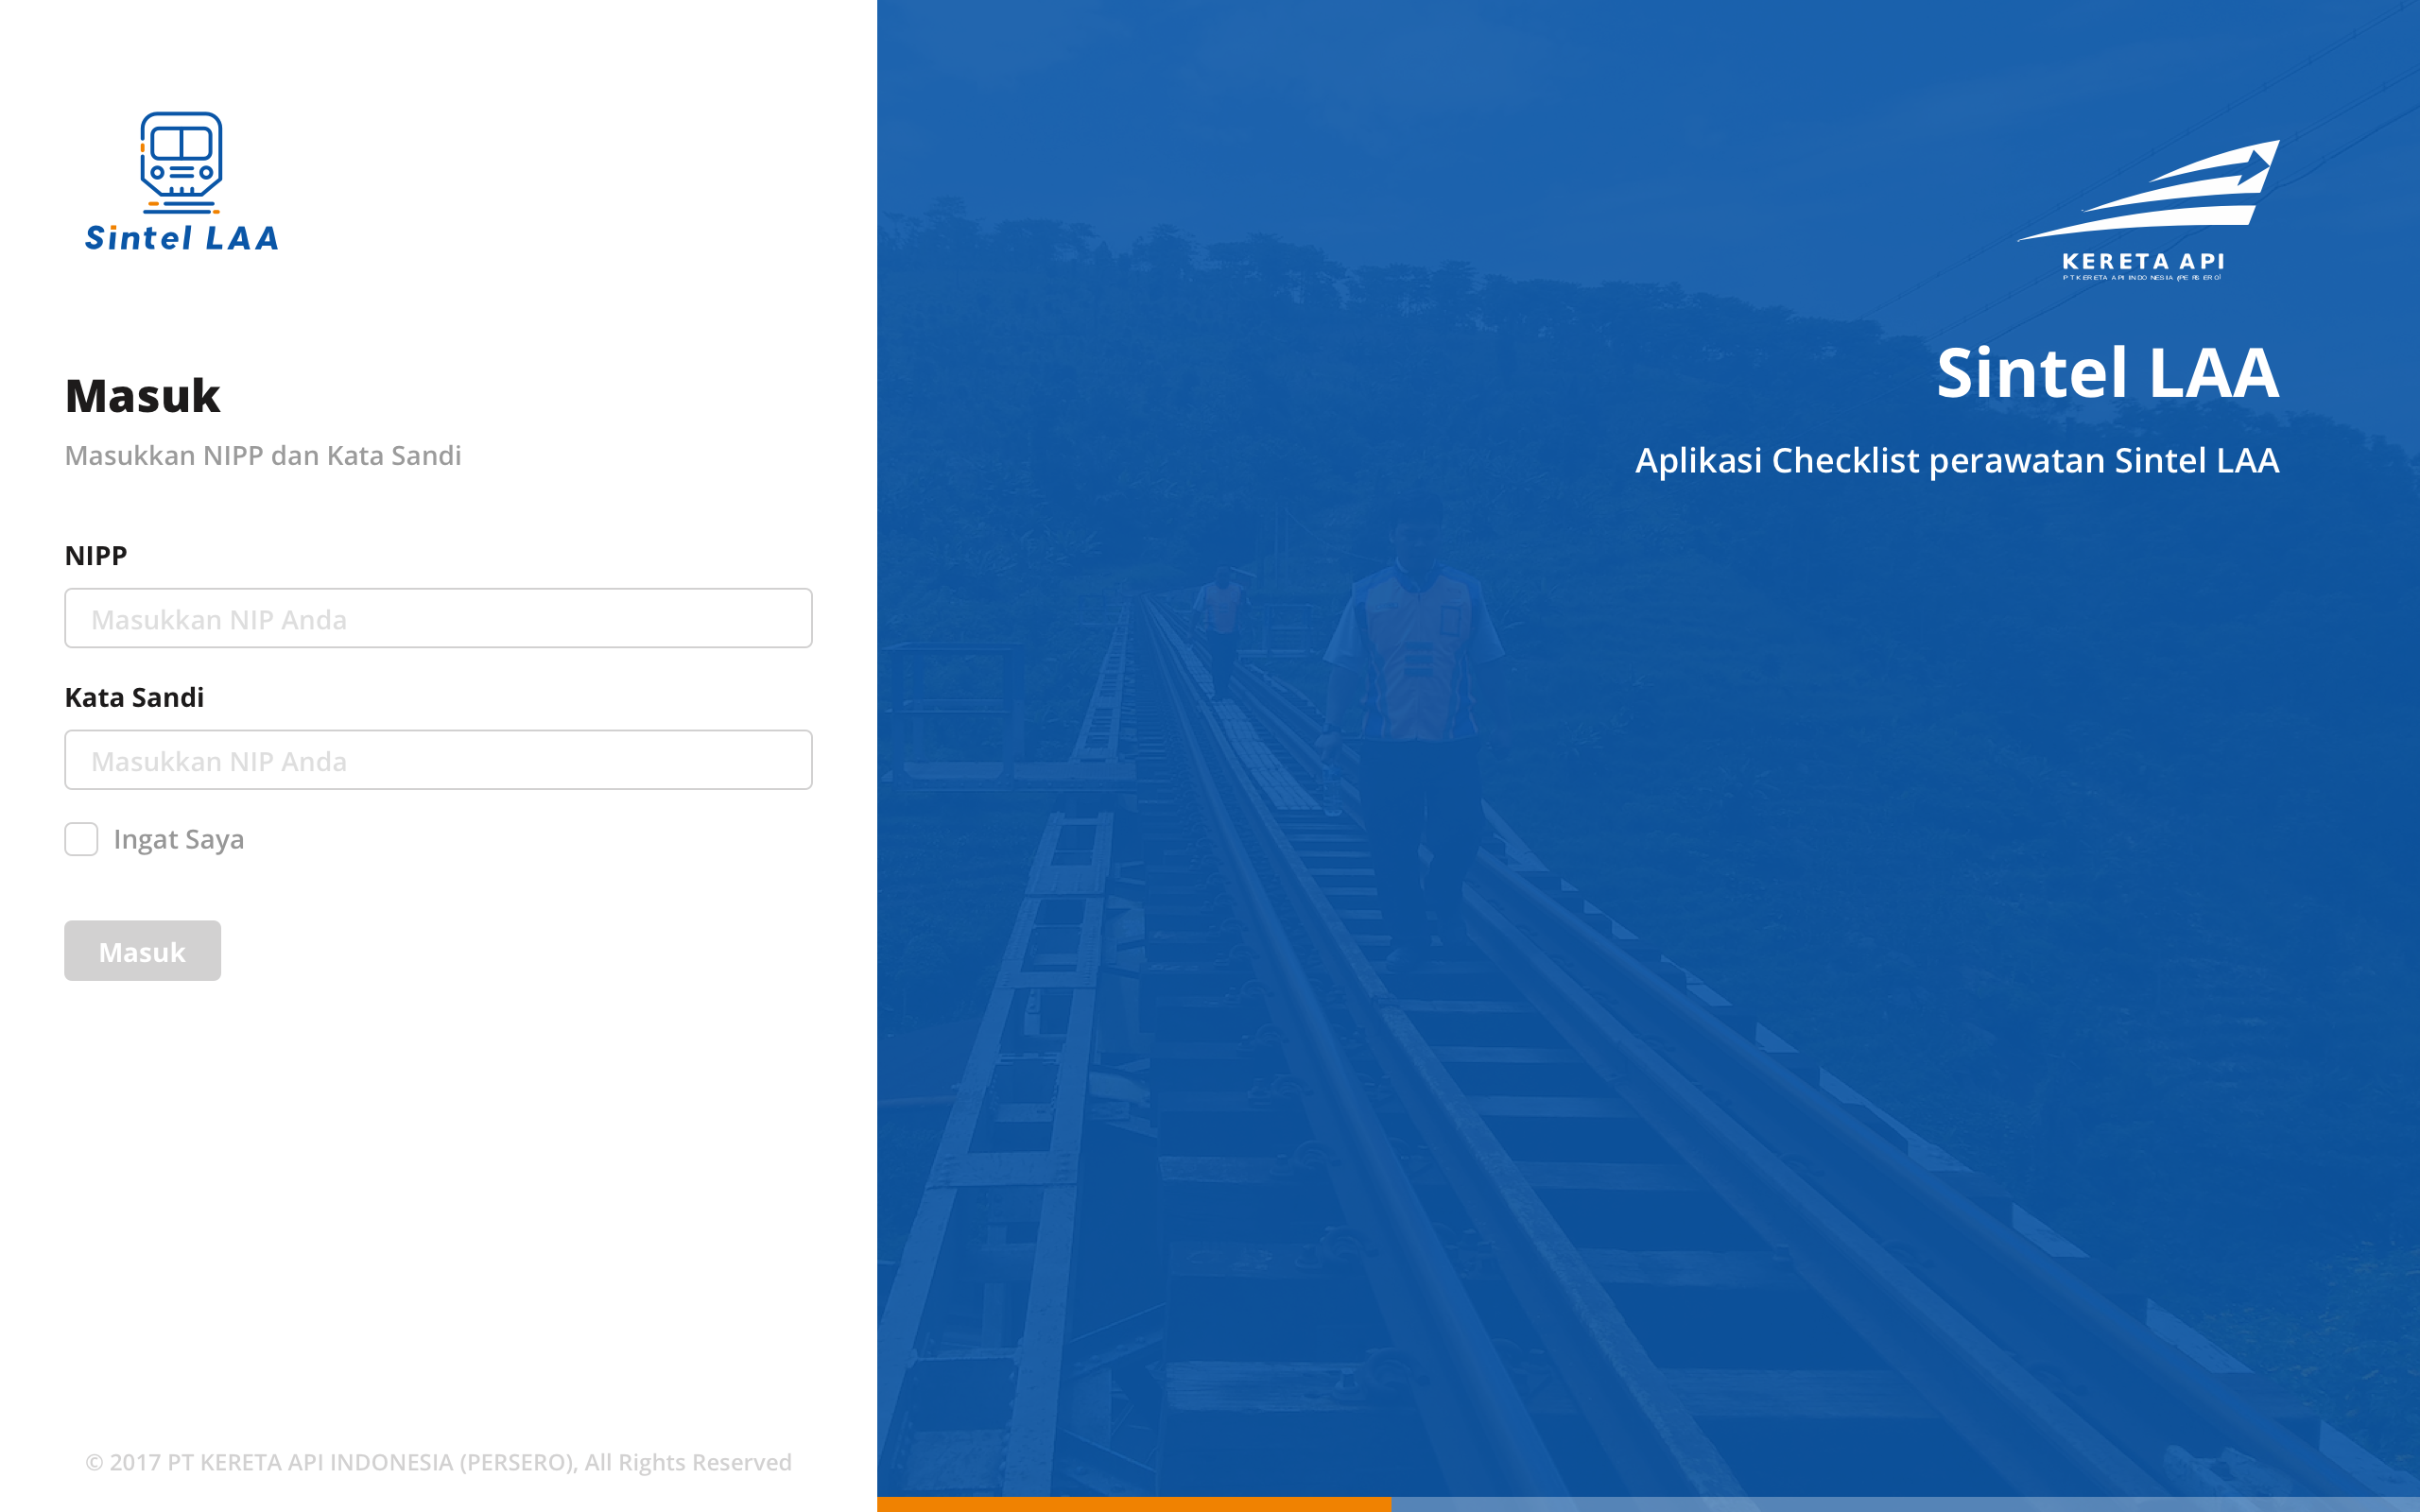 Sintel LAA
Masuk
Masukkan NIPP dan Kata Sandi
NIPP
Masukkan NIP Anda
Kata Sandi
Masukkan NIP Anda
Ingat Saya
Masuk
© 2017 PT KERETA API INDONESIA (PERSERO), All Rights Reserved
KERETA API
PT KERETA API INDONESIA (PERSERO)
Sintel LAA
Aplikasi Checklist perawatan Sintel LAA